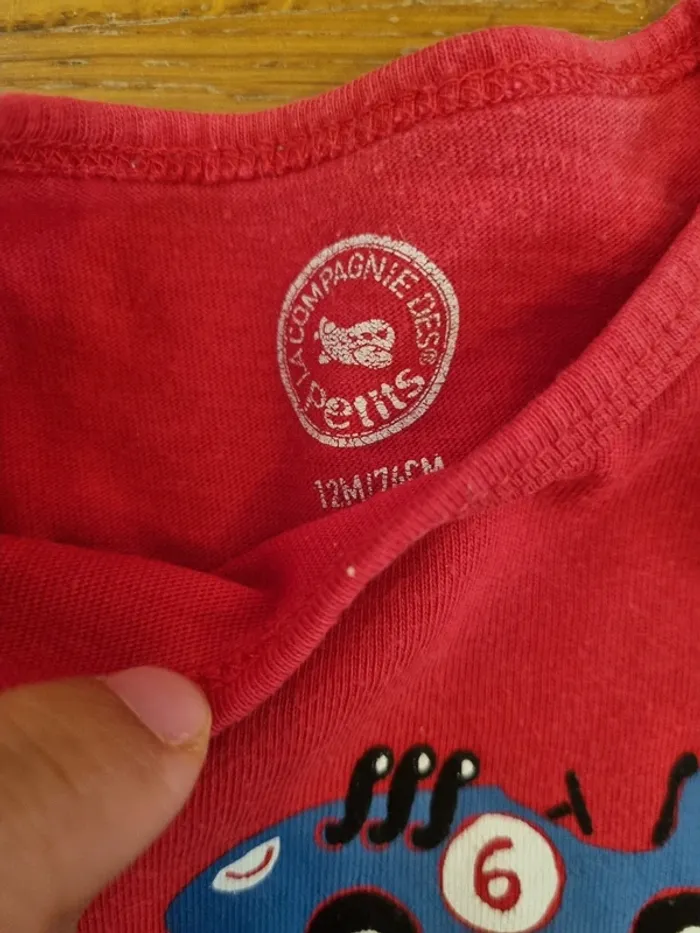 LA COMPAGNIE DES®
Petits
12M/74CM
6